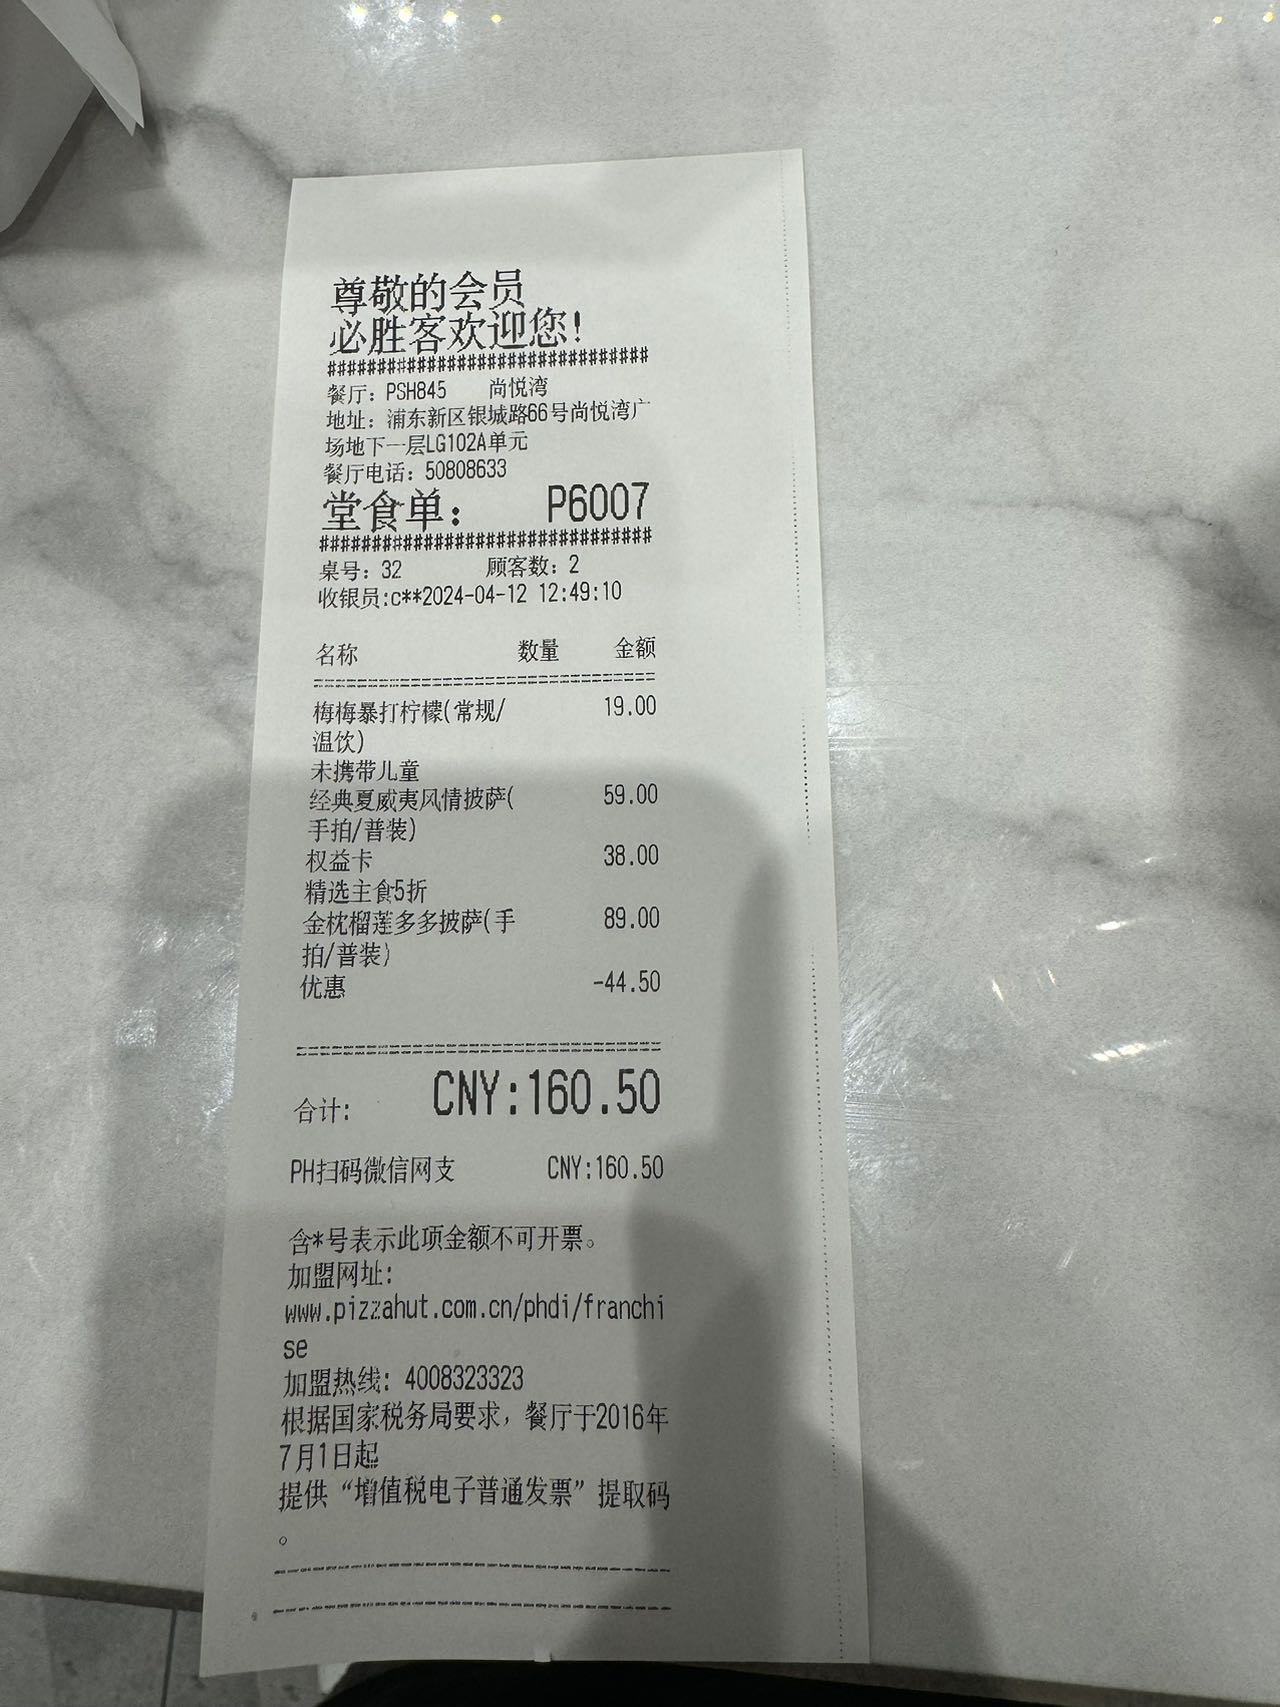 尊敬的会员
必胜客欢迎您!
################################
餐厅: PSH845 尚悦湾
地址: 浦东新区银城路66号尚悦湾广
场地下一层LG102A单元
餐厅电话: 50808633
堂食单: P6007
################################
桌号: 32 顾客数: 2
收银员:c**2024-04-12 12:49:10
名称 数量 金额
================================
梅梅暴打柠檬(常规/ 19.00
温饮)
未携带儿童
经典夏威夷风情披萨( 59.00
手拍/普装)
权益卡 38.00
精选主食5折
金枕榴莲多多披萨(手 89.00
拍/普装)
优惠 -44.50
================================
合计: CNY:160.50
PH扫码微信网支 CNY:160.50
含*号表示此项金额不可开票。
加盟网址:
www.pizzahut.com.cn/phdi/franchi
se
加盟热线: 4008323323
根据国家税务局要求，餐厅于2016年
7月1日起
提供“增值税电子普通发票”提取码
。
--------------------------------
--------------------------------